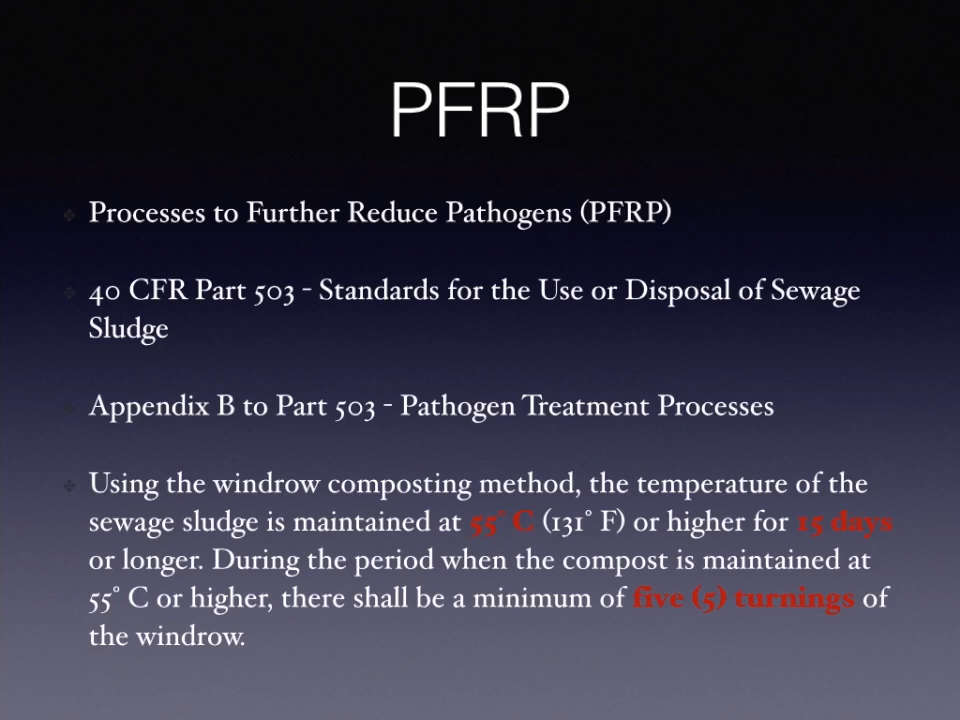 PFRP
Processes to Further Reduce Pathogens (PFRP)
40 CFR Part 503 - Standards for the Use or Disposal of Sewage
Sludge
Appendix B to Part 503 - Pathogen Treatment Processes
Using the windrow composting method, the temperature of the
sewage sludge is maintained at 55° C (131° F) or higher for 15 days
or longer. During the period when the compost is maintained at
55° C or higher, there shall be a minimum of five (5) turnings of
the windrow.